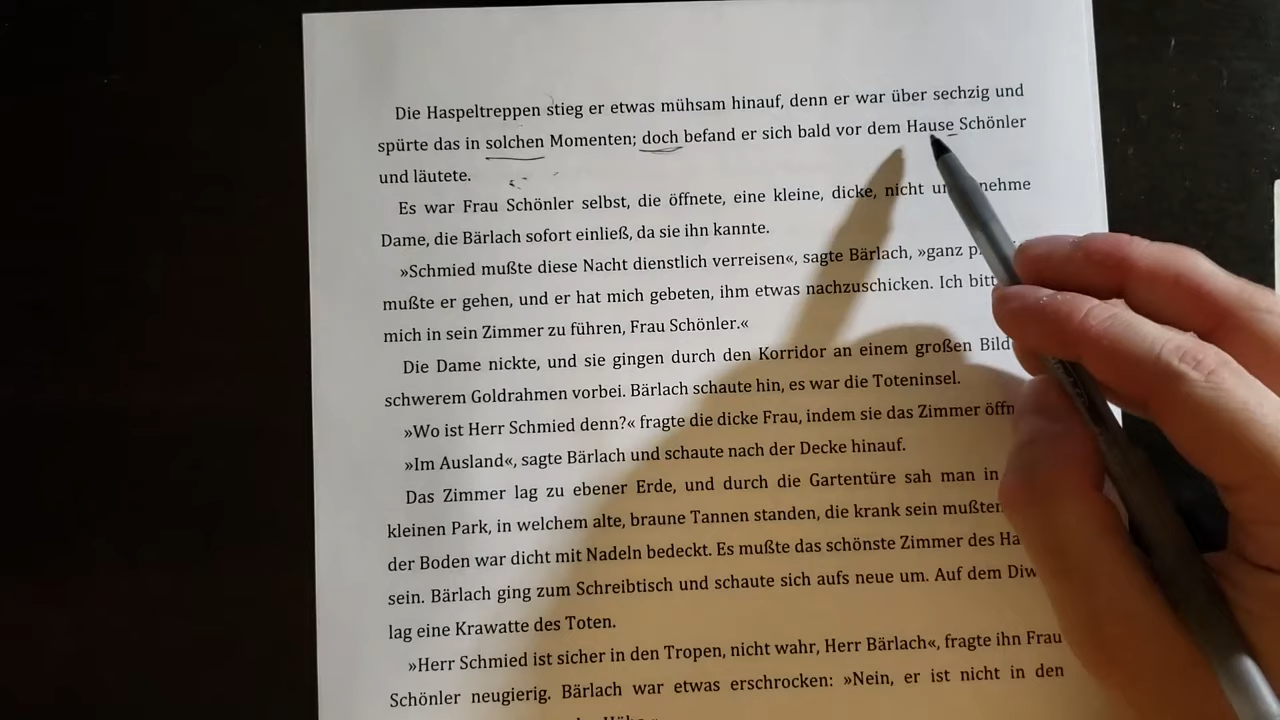 Die Haspeltreppen stieg er etwas mühsam hinauf, denn er war über sechzig und
spürte das in solchen Momenten; doch befand er sich bald vor dem Hause Schönler
und läutete.
Es war Frau Schönler selbst, die öffnete, eine kleine, dicke, nicht
Dame, die Bärlach sofort einließ, da sie ihn kannte.
»Schmied mußte diese Nacht dienstlich verreisen«, sagte Bärlach, »ganz
mußte er gehen, und er hat mich gebeten, ihm etwas nachzuschicken. Ich
mich in sein Zimmer zu führen, Frau Schönler.«
Die Dame nickte, und sie gingen durch den Korridor an einem großen
schwerem Goldrahmen vorbei. Bärlach schaute hin, es war die Toteninsel.
»Wo ist Herr Schmied denn?« fragte die dicke Frau, indem sie das Zimmer
»Im Ausland«, sagte Bärlach und schaute nach der Decke hinauf.
Das Zimmer lag zu ebener Erde, und durch die Gartentüre sah man in
kleinen Park, in welchem alte, braune Tannen standen, die krank sein
der Boden war dicht mit Nadeln bedeckt. Es mußte das schönste Zimmer des
sein. Bärlach ging zum Schreibtisch und schaute sich aufs neue um. Auf dem
lag eine Krawatte des Toten.
»Herr Schmied ist sicher in den Tropen, nicht wahr, Herr Bärlach«, fragte ihn Frau
Schönler neugierig. Bärlach war etwas erschrocken: »Nein, er ist nicht in den